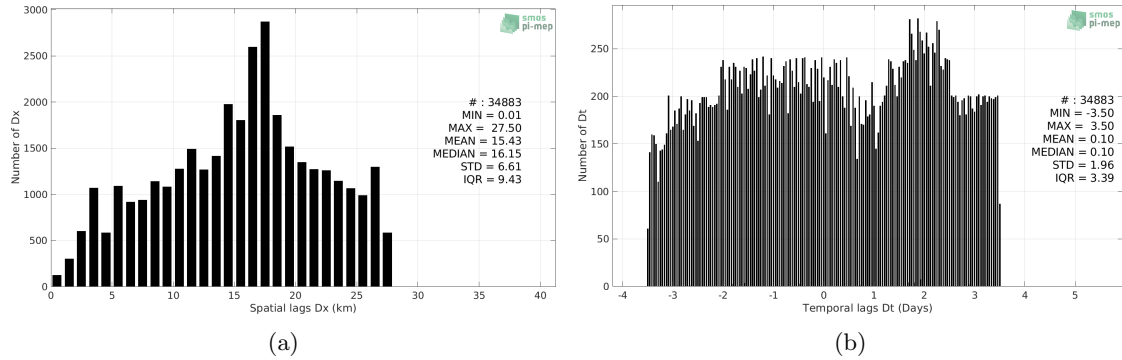 3000
2500
2000
1500
1000
500
0
Number of Dx
0 5 10 15 20 25 30 35 40
Spatial lags Dx (km)
smos
pi-mep
# : 34883
MIN = 0.01
MAX = 27.50
MEAN = 15.43
MEDIAN = 16.15
STD = 6.61
IQR = 9.43
(a)
250
200
150
100
50
0
Number of Dt
-4 -3 -2 -1 0 1 2 3 4 5
Temporal lags Dt (Days)
smos
pi-mep
# : 34883
MIN = -3.50
MAX = 3.50
MEAN = 0.10
MEDIAN = 0.10
STD = 1.96
IQR = 3.39
(b)